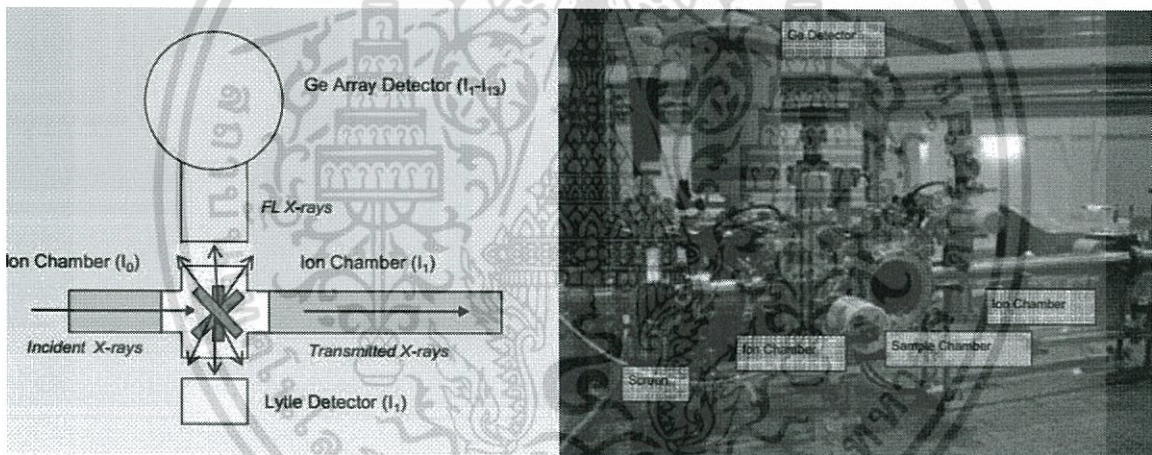 Ge Array Detector (I₁-I₁₃)
FL X-rays
Ion Chamber (I₀)
Ion Chamber (I₁)
Incident X-rays
Transmitted X-rays
Lytle Detector (I₁)
Ge Detector
Ion Chamber
Ion Chamber
Sample Chamber
Screen